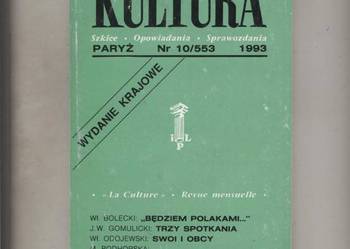 KULTURA
Szkice • Opowiadania • Sprawozdania
PARYŻ Nr 10/553 1993
WYDANIE KRAJOWE
I L
P
• «La Culture» • Revue mensuelle •
WŁ. BOLECKI: „BĘDZIEM POLAKAMI..."
J.W. GOMULICKI: TRZY SPOTKANIA
WŁ. ODOJEWSKI: SWOI I OBCY